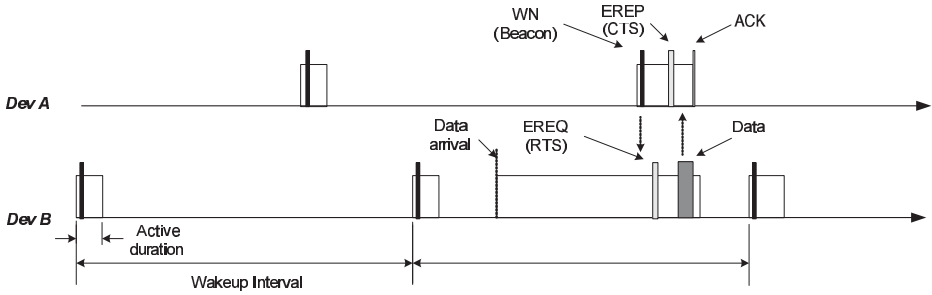 WN
(Beacon)
EREP
(CTS)
ACK
Dev A
Data
arrival
EREQ
(RTS)
Data
Dev B
Active
duration
Wakeup Interval